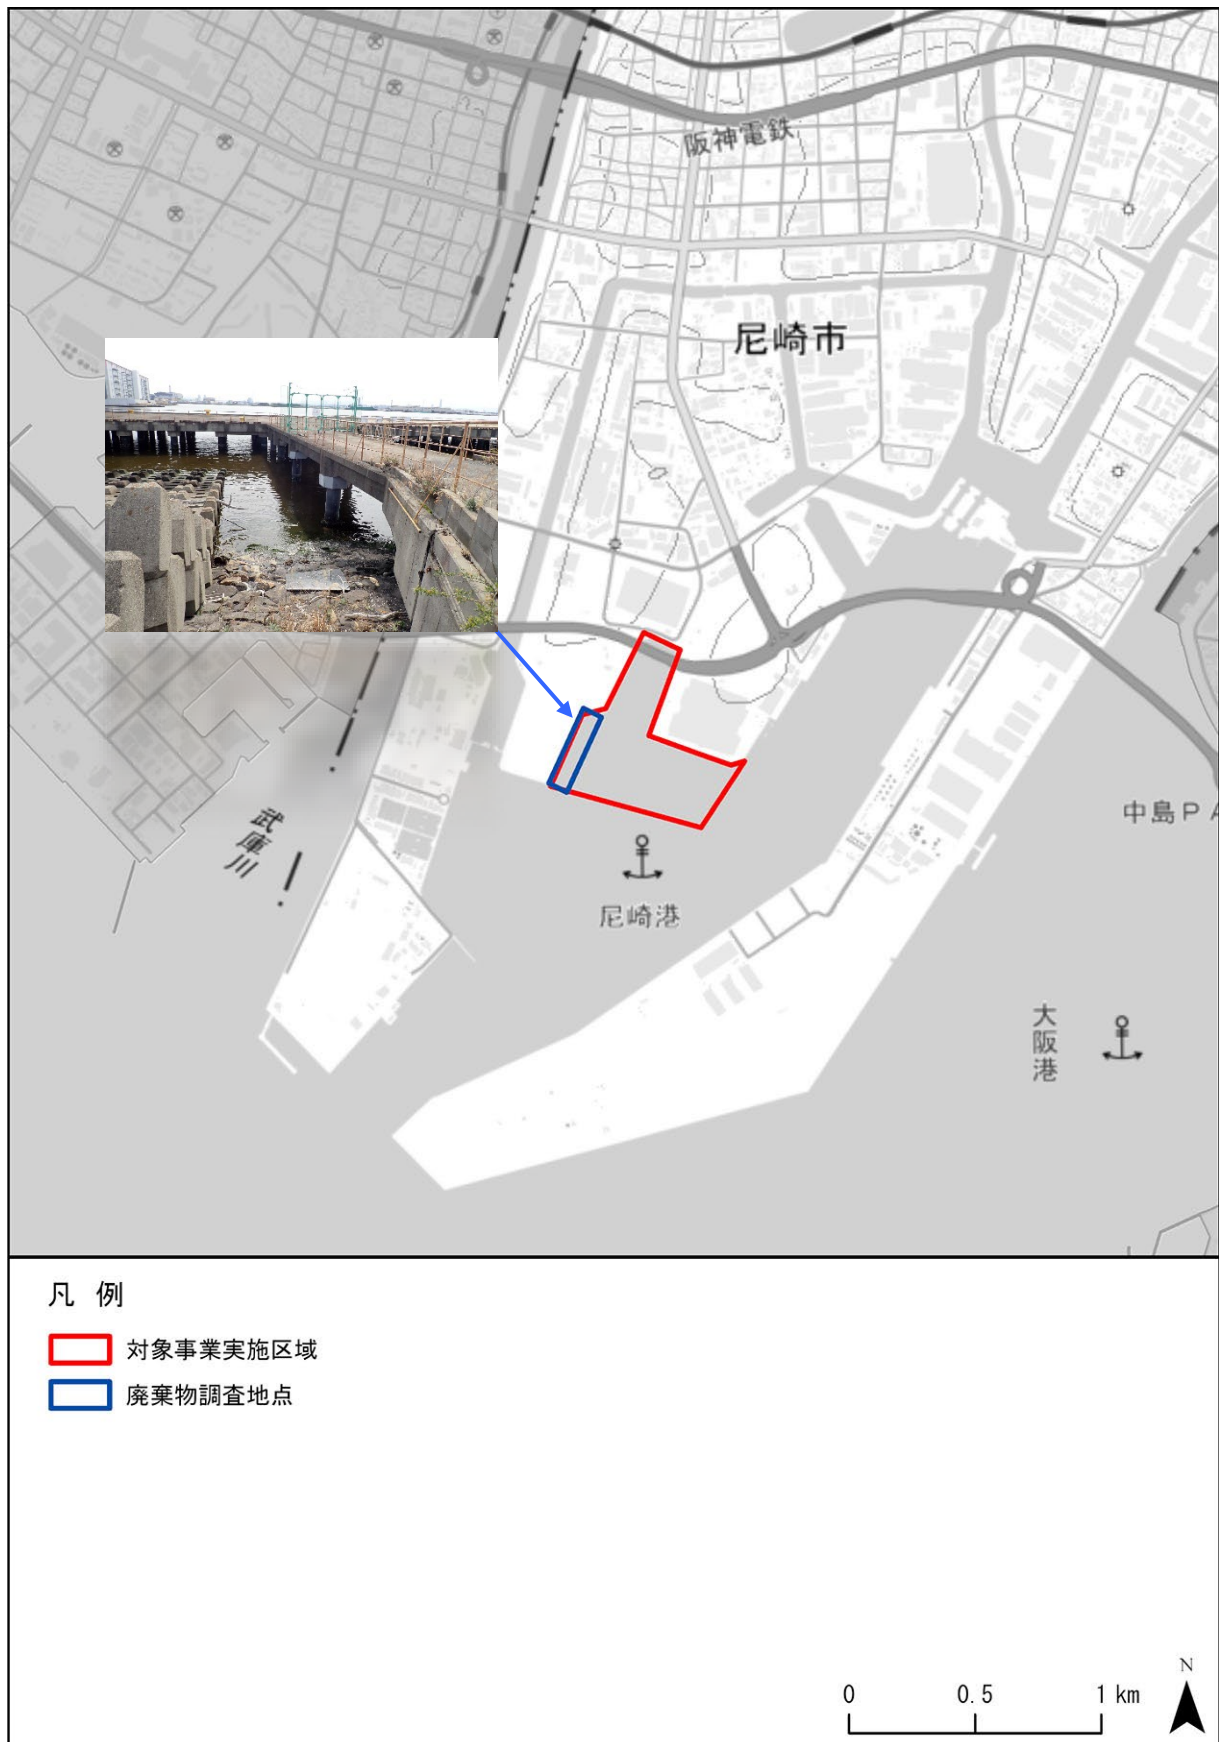 阪神電鉄
尼崎市
中島PA
武庫川
尼崎港
大阪港
凡 例
対象事業実施区域
廃棄物調査地点
N
0 0.5 1 km